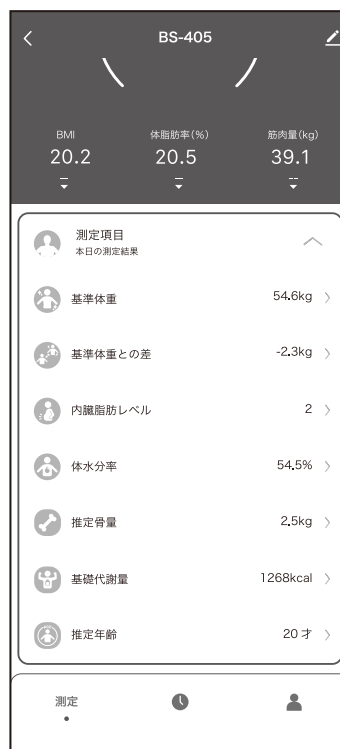 BS-405
BMI 体脂肪率(%) 筋肉量(kg)
20.2 20.5 39.1
測定項目
本日の測定結果
基準体重 54.6kg
基準体重との差 -2.3kg
内臓脂肪レベル 2
体水分率 54.5%
推定骨量 2.5kg
基礎代謝量 1268kcal
推定年齢 20才
測定